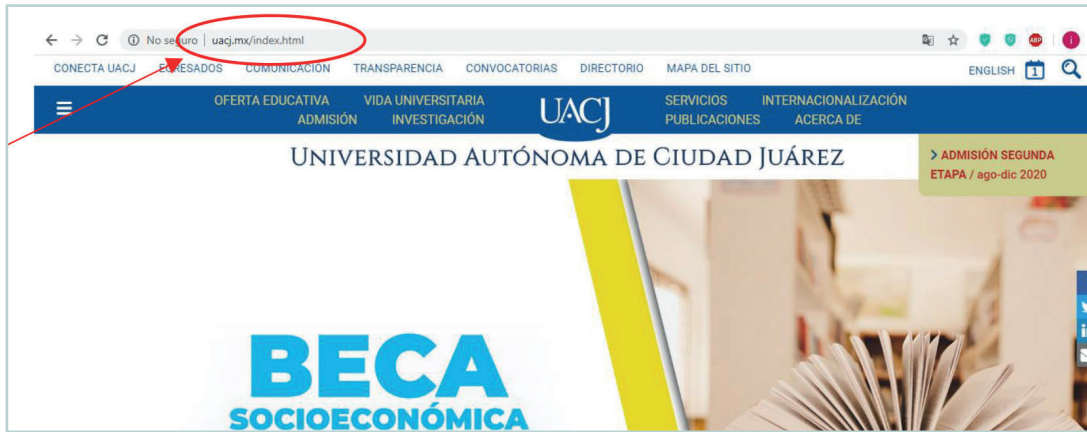 No seguro | uacj.mx/index.html
ABP
i
CONECTA UACJ EGRESADOS COMUNICACIÓN TRANSPARENCIA CONVOCATORIAS DIRECTORIO MAPA DEL SITIO ENGLISH 1
OFERTA EDUCATIVA VIDA UNIVERSITARIA
ADMISIÓN INVESTIGACIÓN
UACJ
SERVICIOS INTERNACIONALIZACIÓN
PUBLICACIONES ACERCA DE
UNIVERSIDAD AUTÓNOMA DE CIUDAD JUÁREZ
> ADMISIÓN SEGUNDA
ETAPA / ago-dic 2020
BECA
SOCIOECONÓMICA